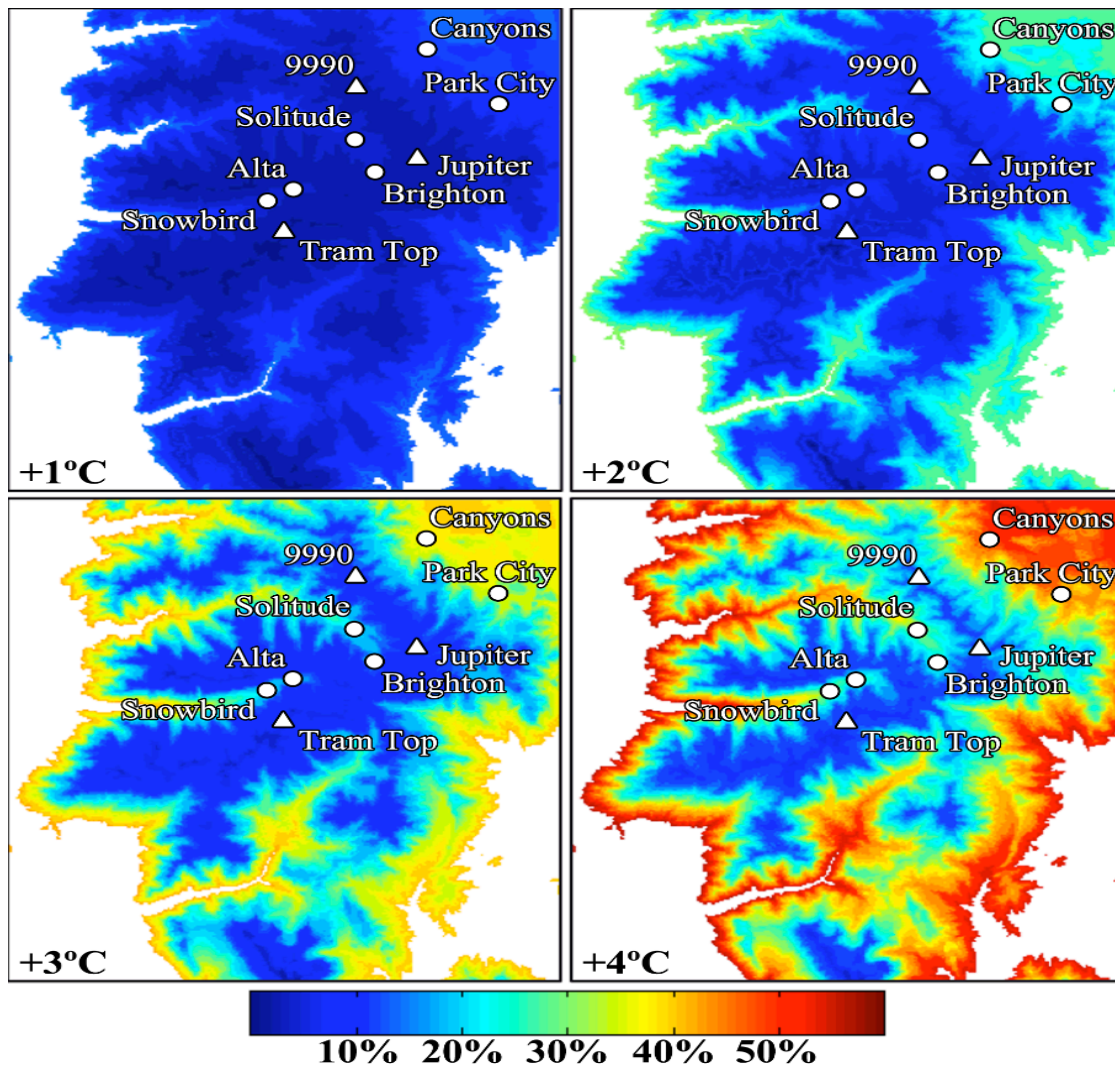 Canyons
9990
Park City
Solitude
Alta
Jupiter
Brighton
Snowbird
Tram Top
+1ºC
Canyons
9990
Park City
Solitude
Alta
Jupiter
Brighton
Snowbird
Tram Top
+2ºC
Canyons
9990
Park City
Solitude
Alta
Jupiter
Brighton
Snowbird
Tram Top
+3ºC
Canyons
9990
Park City
Solitude
Alta
Jupiter
Brighton
Snowbird
Tram Top
+4ºC
10% 20% 30% 40% 50%